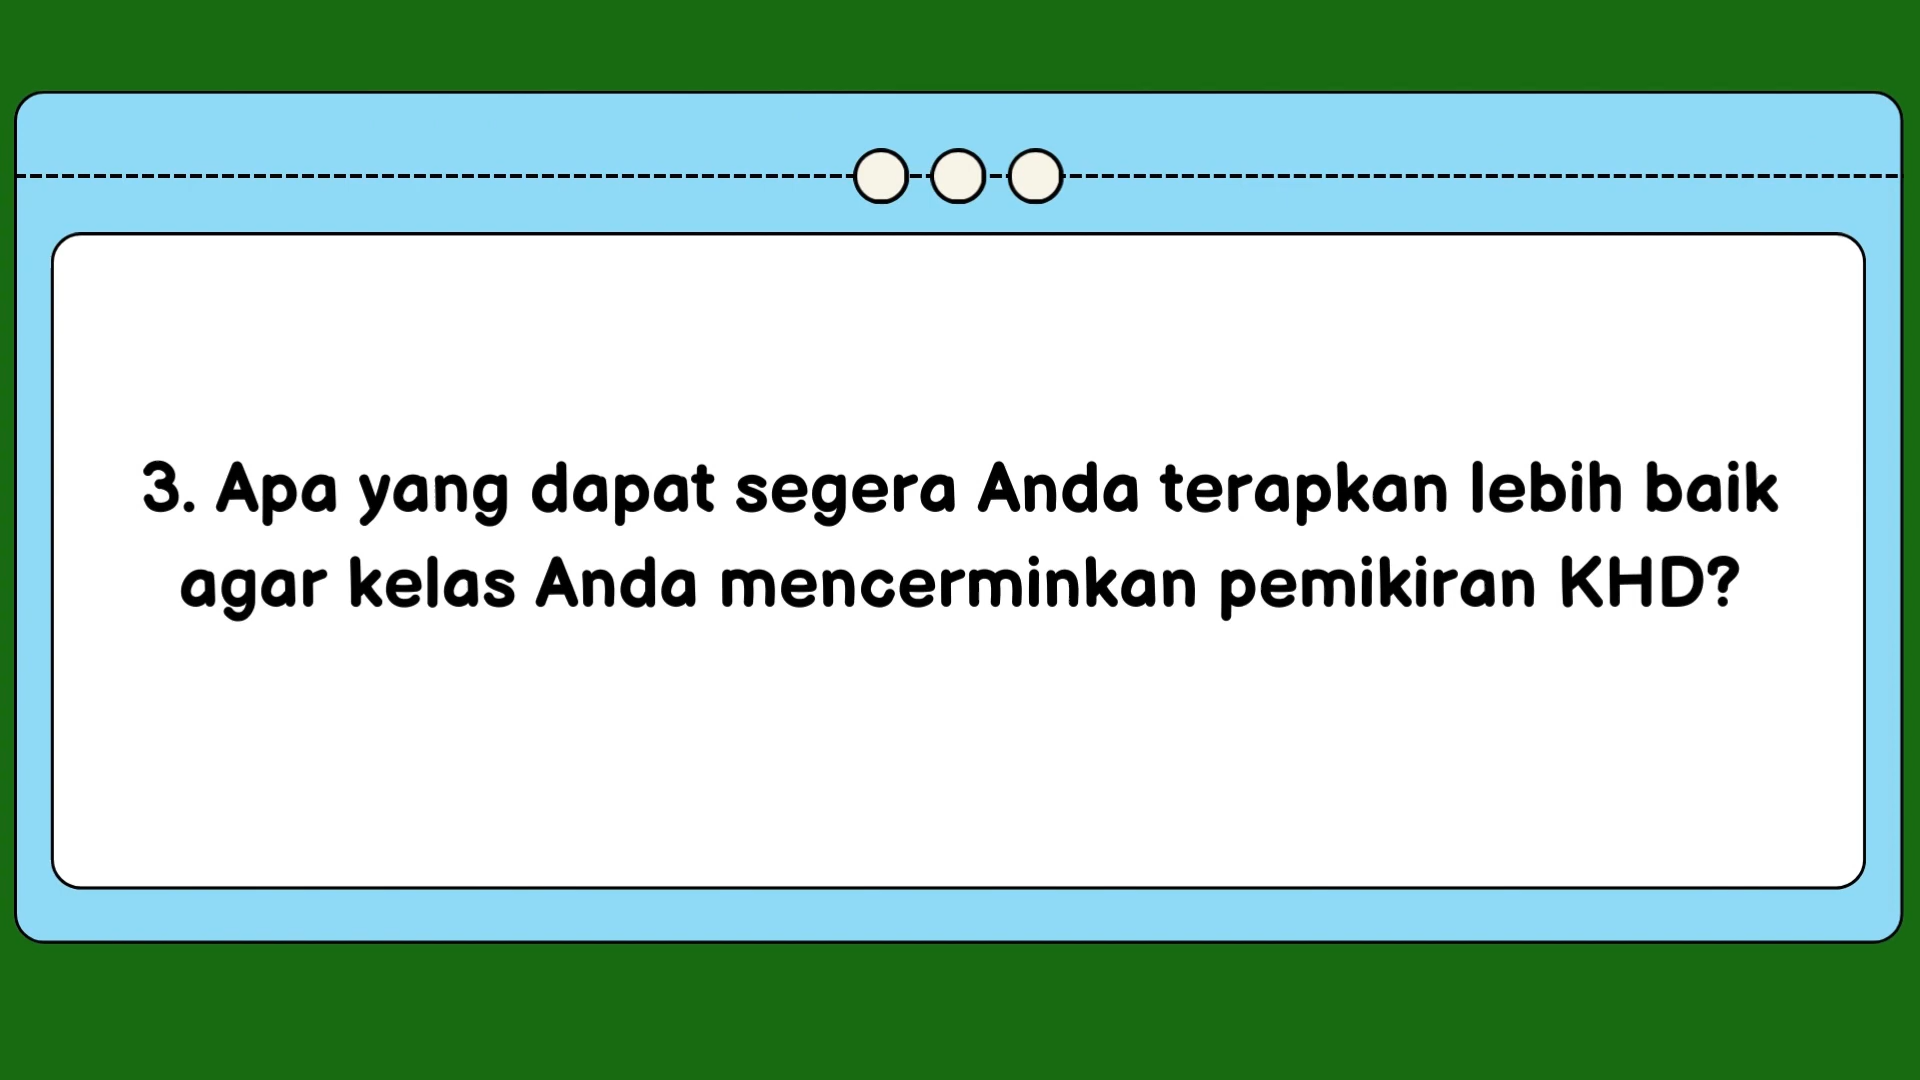 3. Apa yang dapat segera Anda terapkan lebih baik
agar kelas Anda mencerminkan pemikiran KHD?